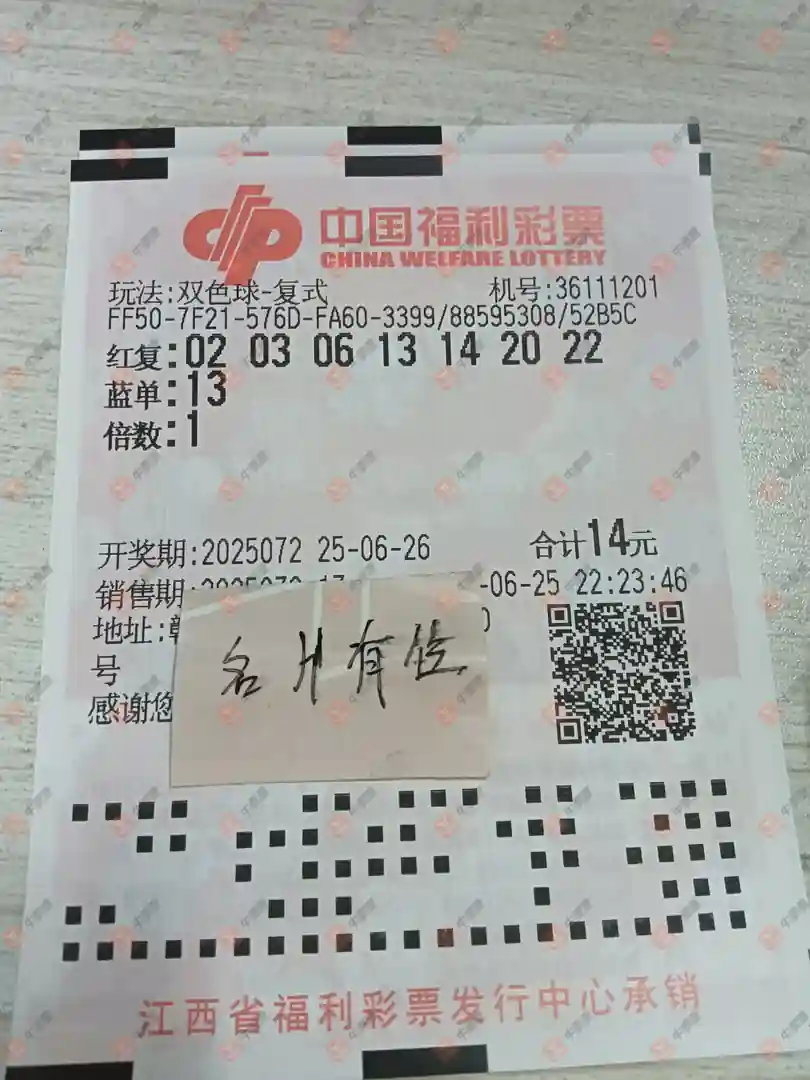 中国福利彩票
CHINA WELFARE LOTTERY
玩法:双色球-复式 机号:36111201
FF50-7F21-576D-FA60-3399/88595308/52B5C
红复:02 03 06 13 14 20 22
蓝单:13
倍数:1
开奖期:2025072 25-06-26 合计14元
销售期: -06-25 22:23:46
地址:
号
感谢您
名片有位
江西省福利彩票发行中心承销